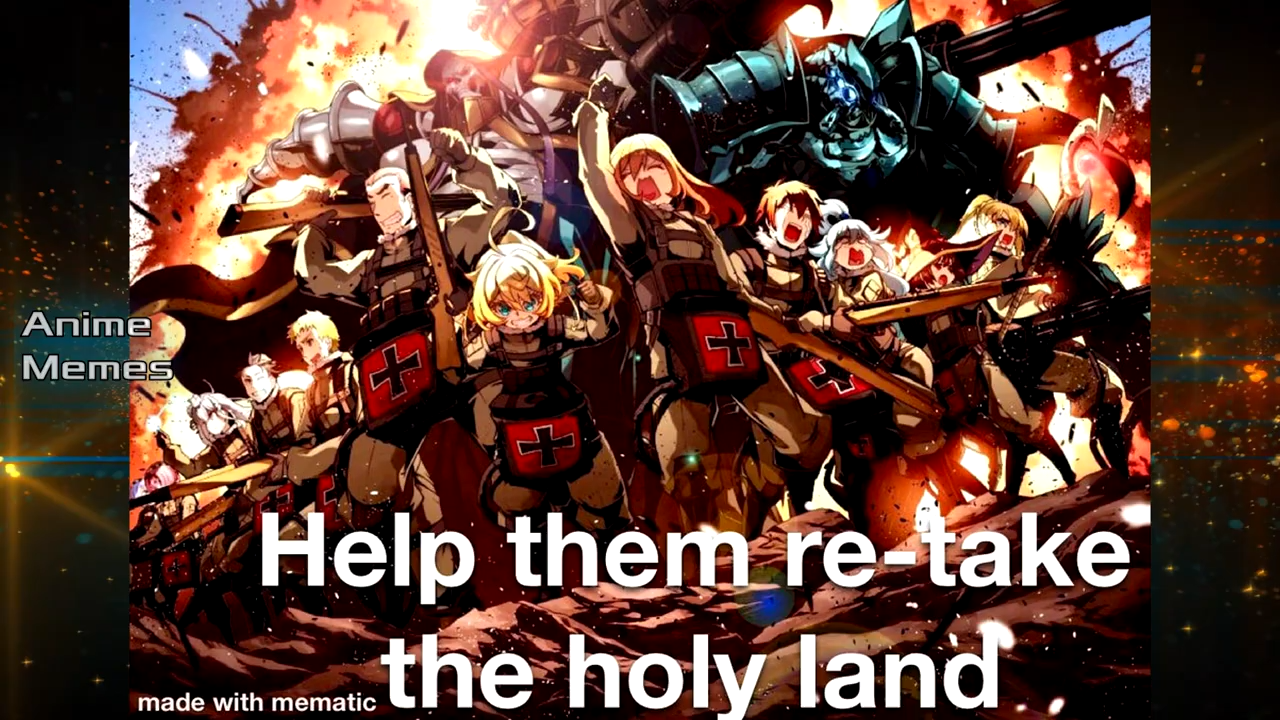 Anime
Memes
Help them re-take
the holy land
made with mematic